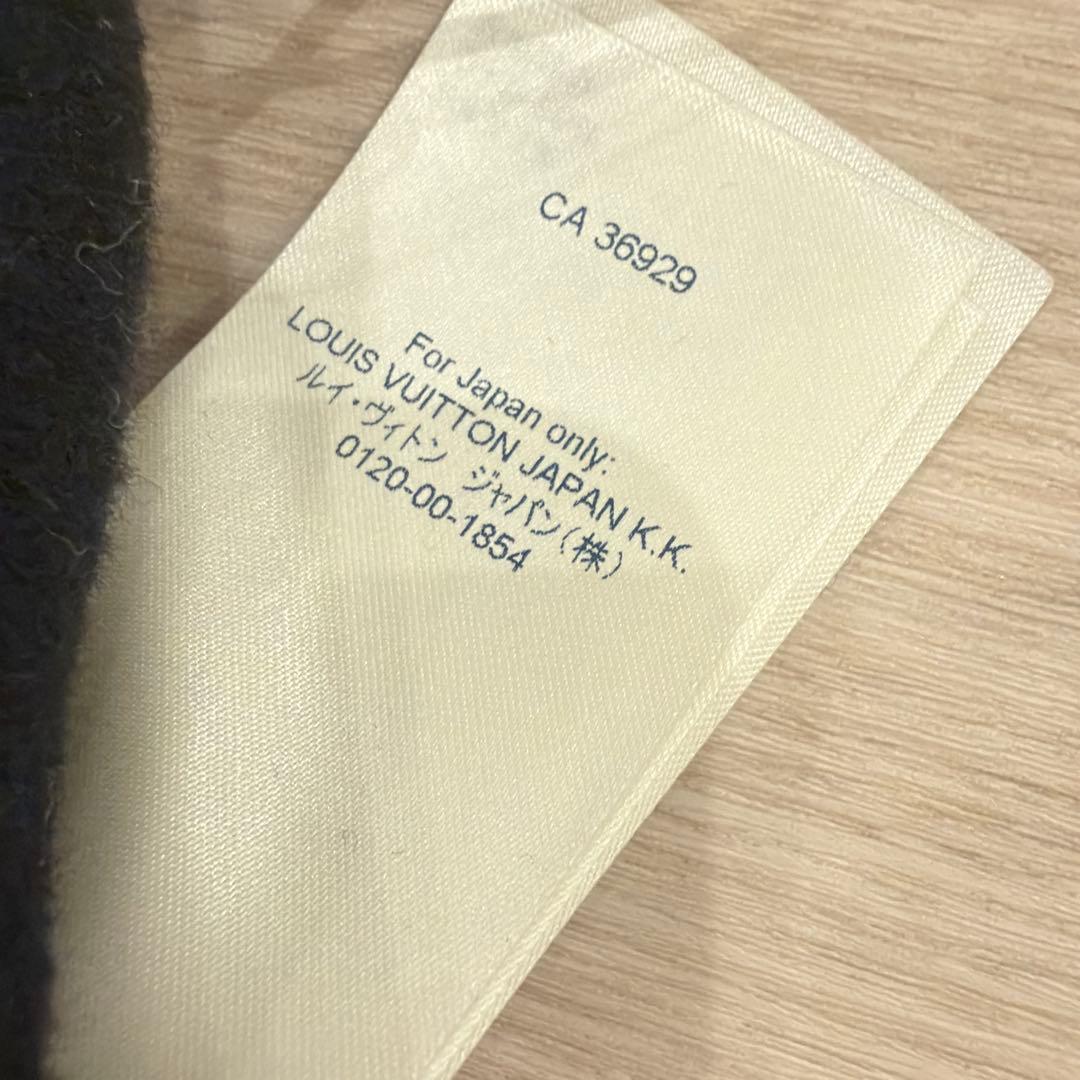 CA 36929
For Japan only:
LOUIS VUITTON JAPAN K.K.
ルイ・ヴィトン ジャパン(株)
0120-00-1854